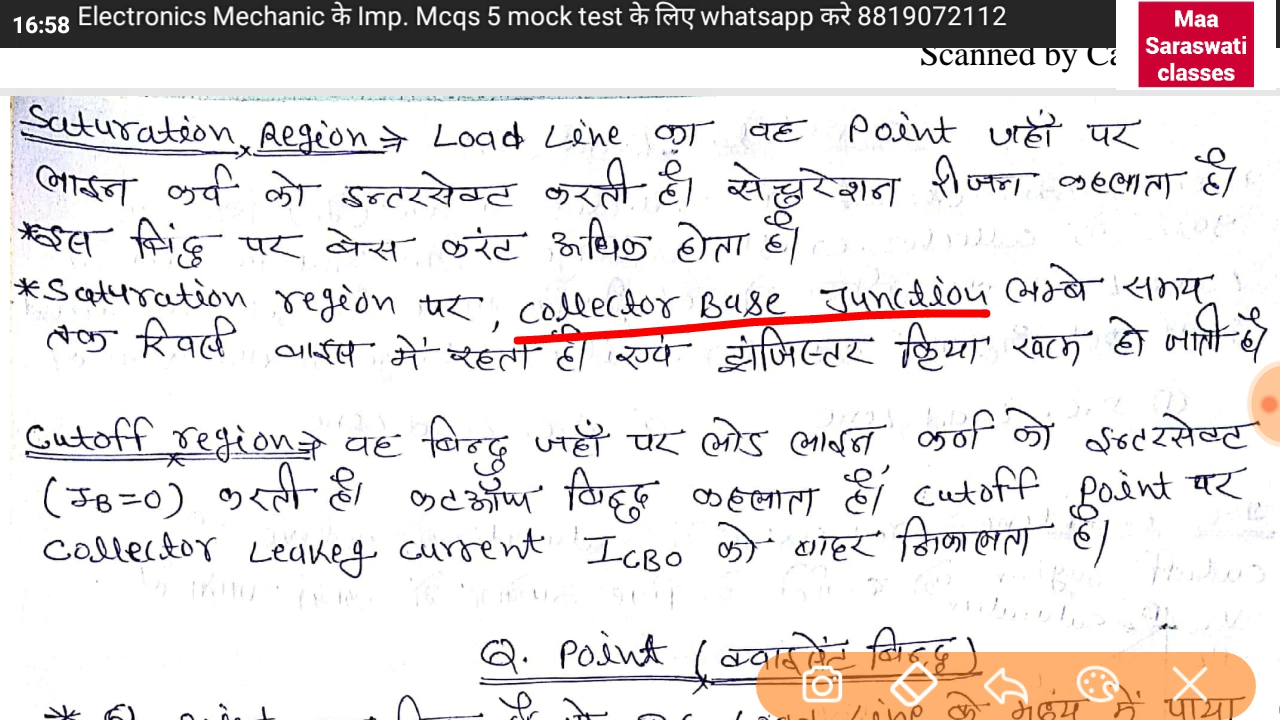 16:58 Electronics Mechanic के Imp. Mcqs 5 mock test के लिए whatsapp करे 8819072112
Maa
Saraswati
classes
Scanned by Ca
Saturation Region ⇒ Load Line का वह Point जहाँ पर
लाइन कर्व को इन्टरसेक्ट करती है। सेचुरेशन रीजन कहलाता है।
*इस बिंदु पर बेस करंट अधिक होता है।
*Saturation region पर, Collector Base Junction लम्बे समय
तक रिवर्स बाइस में रहता है। एवं ट्रांजिस्टर क्रिया खत्म हो जाती है।
Cutoff region ⇒ वह बिन्दु जहाँ पर लोड लाइन कर्व को इन्टरसेक्ट
(IB=0) करती है। कटऑफ बिन्दु कहलाता है। Cutoff Point पर
Collector Leakeg Current ICBO को बाहर निकालता है।
Q. Point (क्वाइसेंट बिन्दु)